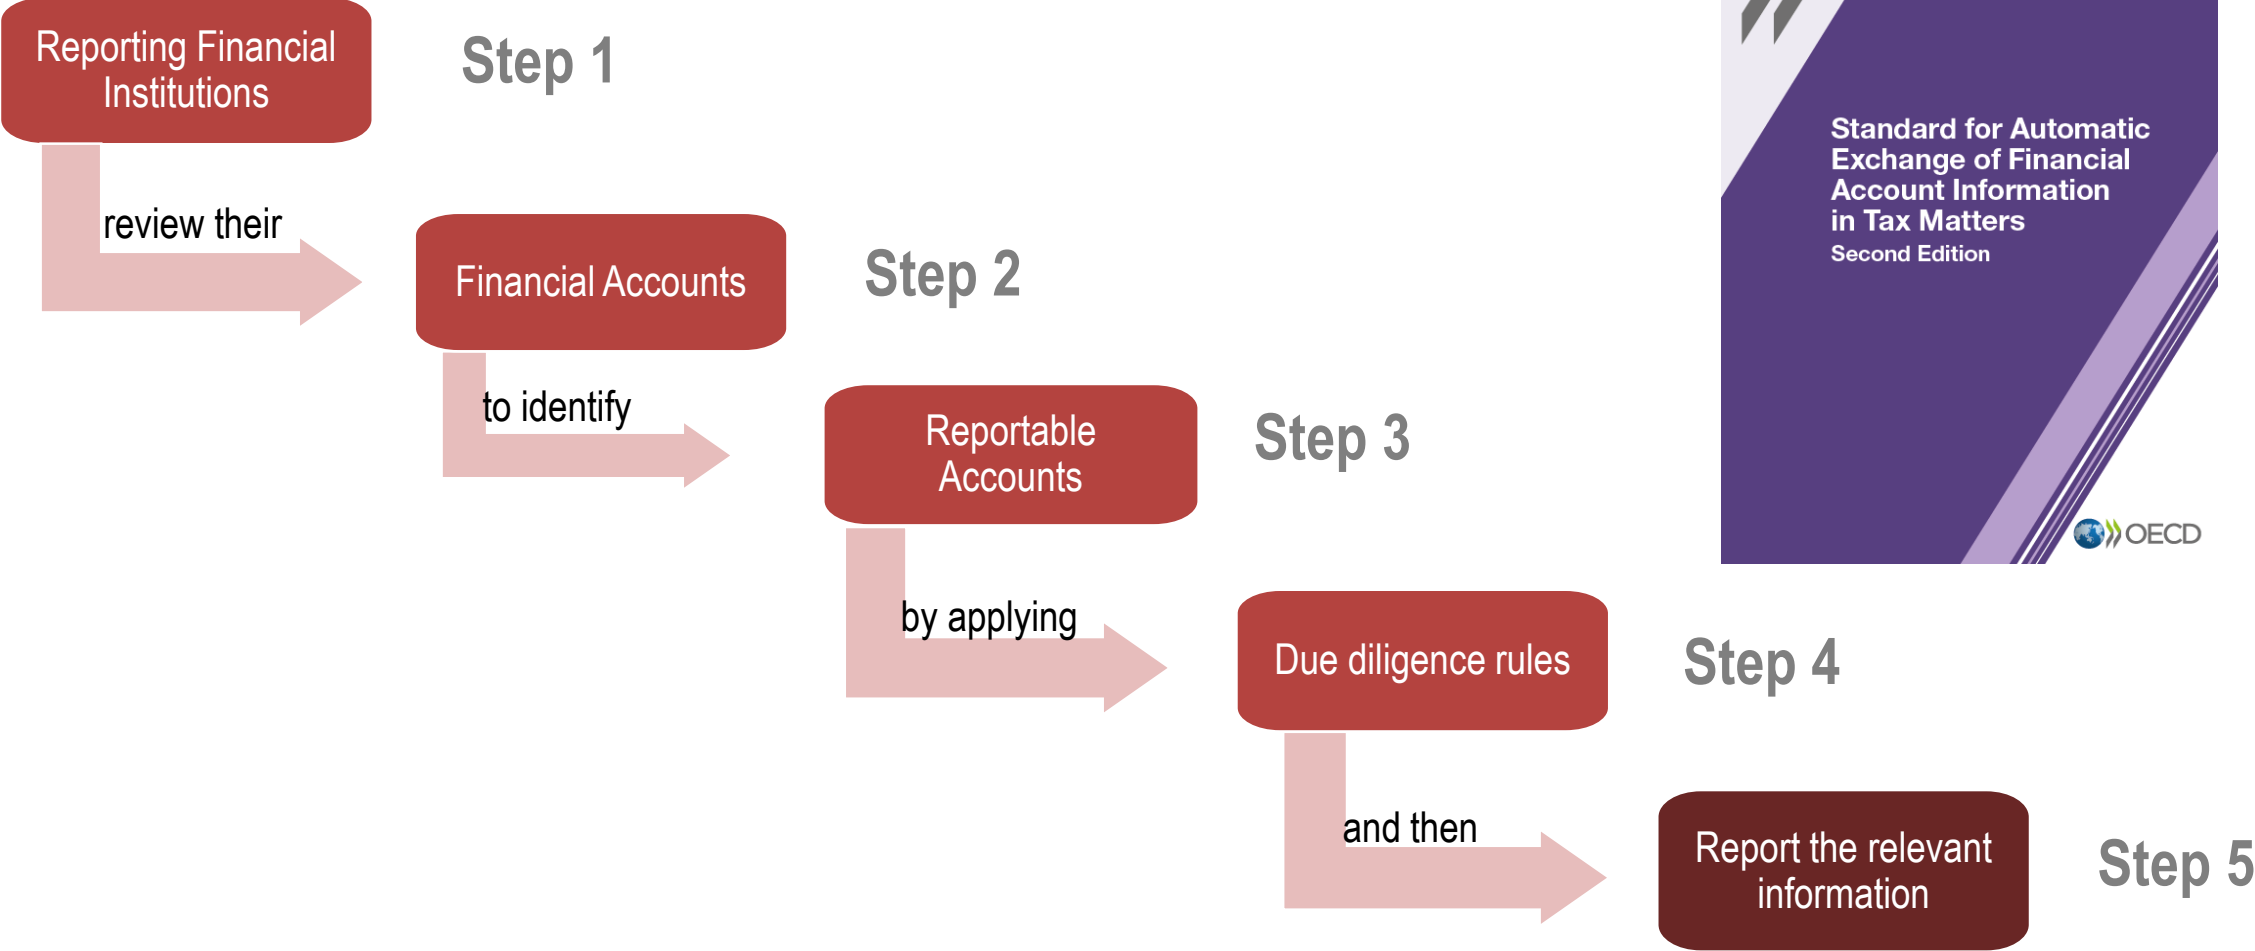 Reporting Financial
Institutions
Step 1
review their
Financial Accounts
Step 2
to identify
Reportable
Accounts
Step 3
by applying
Due diligence rules
Step 4
and then
Report the relevant
information
Step 5
Standard for Automatic
Exchange of Financial
Account Information
in Tax Matters
Second Edition
OECD